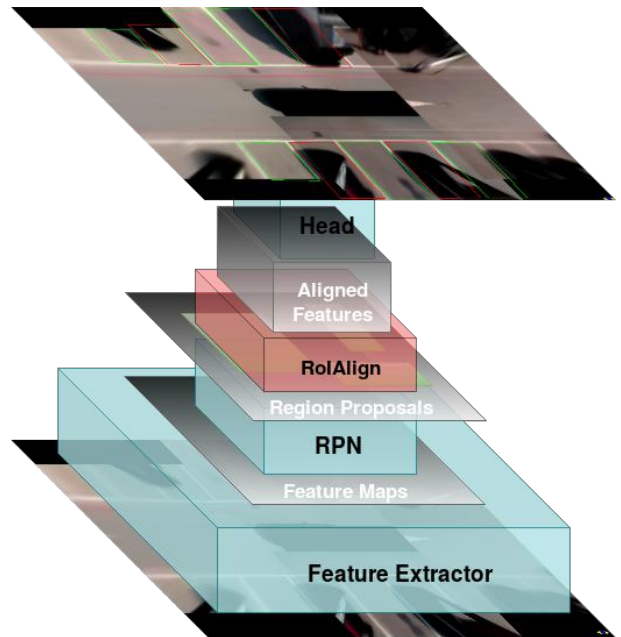 Head
Aligned
Features
RoIAlign
Region Proposals
RPN
Feature Maps
Feature Extractor